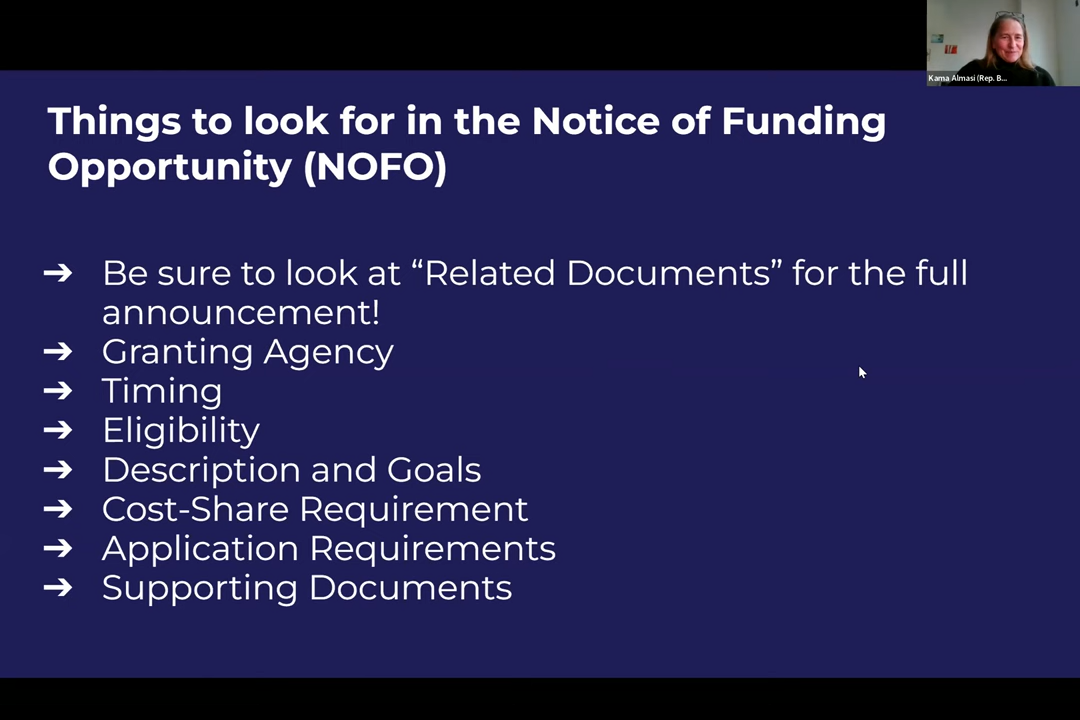 Kama Almasi (Rep. B...
Things to look for in the Notice of Funding
Opportunity (NOFO)
➔ Be sure to look at “Related Documents” for the full
announcement!
➔ Granting Agency
➔ Timing
➔ Eligibility
➔ Description and Goals
➔ Cost-Share Requirement
➔ Application Requirements
➔ Supporting Documents